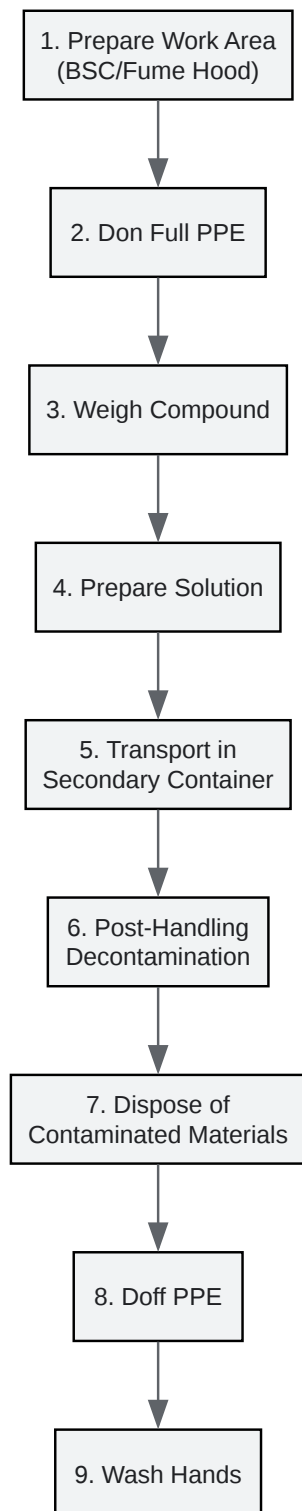 1. Prepare Work Area
(BSC/Fume Hood)
2. Don Full PPE
3. Weigh Compound
4. Prepare Solution
5. Transport in
Secondary Container
6. Post-Handling
Decontamination
7. Dispose of
Contaminated Materials
8. Doff PPE
9. Wash Hands